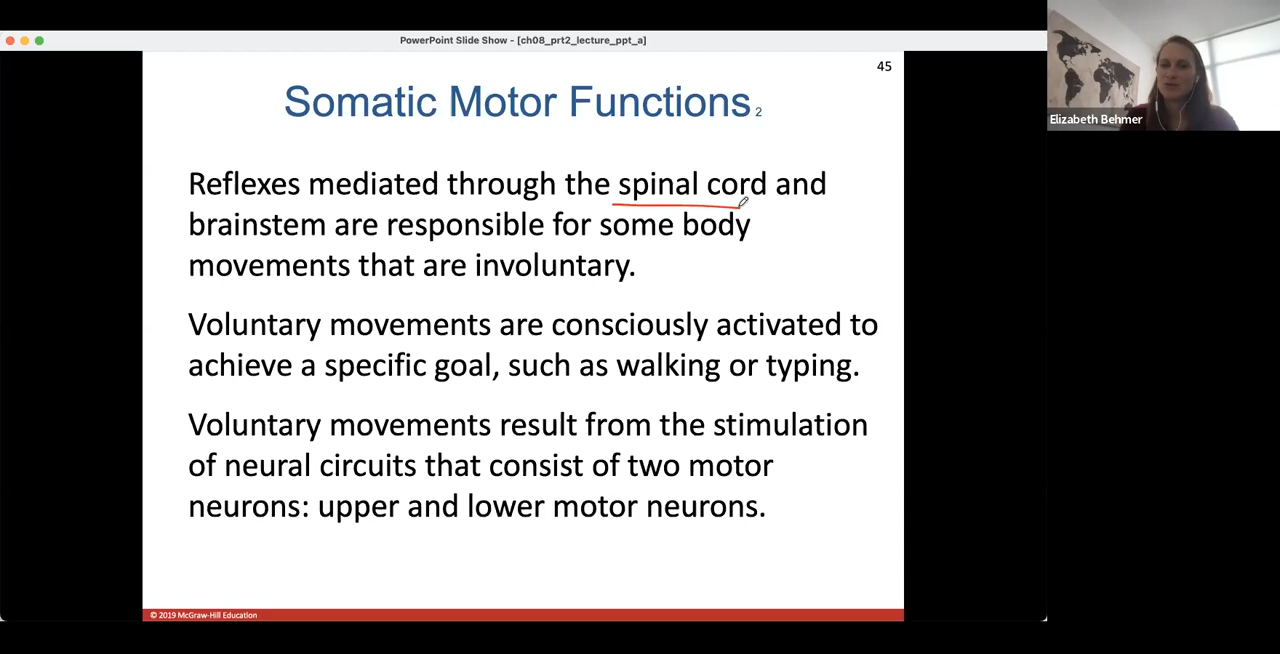 PowerPoint Slide Show - [ch08_prt2_lecture_ppt_a]
45
Somatic Motor Functions 2
Reflexes mediated through the spinal cord and
brainstem are responsible for some body
movements that are involuntary.
Voluntary movements are consciously activated to
achieve a specific goal, such as walking or typing.
Voluntary movements result from the stimulation
of neural circuits that consist of two motor
neurons: upper and lower motor neurons.
© 2019 McGraw-Hill Education
Elizabeth Behmer